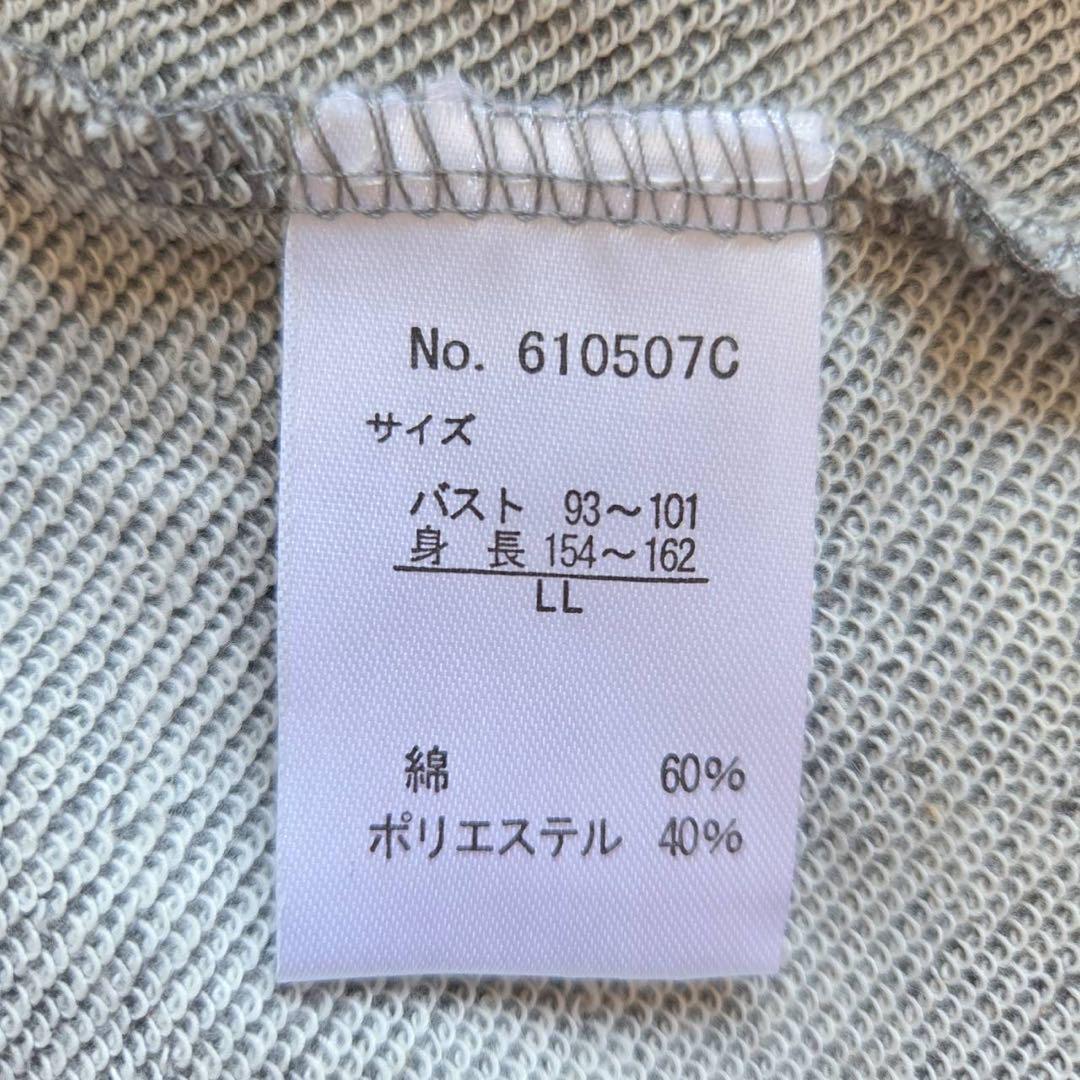 No. 610507C
サイズ
バスト 93～101
身 長 154～162
LL
綿 60%
ポリエステル 40%